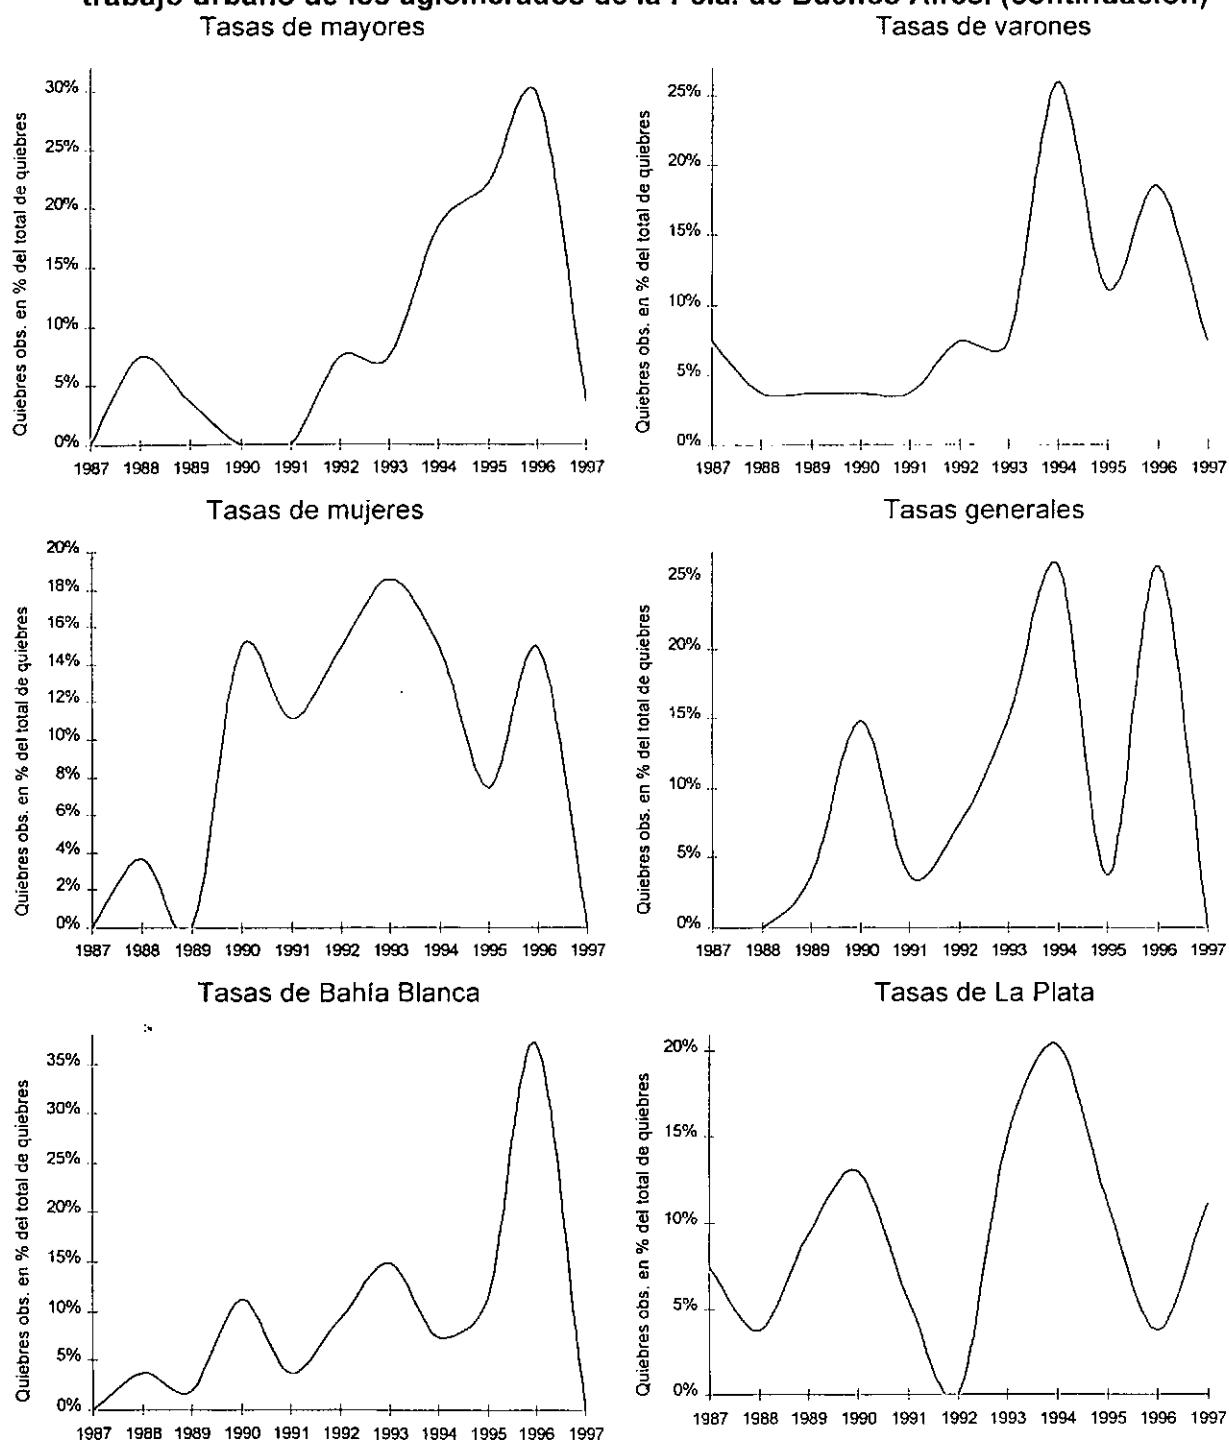 trabajo urbano de los aglomerados de la Pcia. de Buenos Aires. (continuación)
Tasas de mayores
Quiebres obs. en % del total de quiebres
30%
25%
20%
15%
10%
5%
0%
1987 1988 1989 1990 1991 1992 1993 1994 1995 1996 1997
Tasas de varones
Quiebres obs. en % del total de quiebres
25%
20%
15%
10%
5%
0%
1987 1988 1989 1990 1991 1992 1993 1994 1995 1996 1997
Tasas de mujeres
Quiebres obs. en % del total de quiebres
20%
18%
16%
14%
12%
10%
8%
6%
4%
2%
0%
1987 1988 1989 1990 1991 1992 1993 1994 1995 1996 1997
Tasas generales
Quiebres obs. en % del total de quiebres
25%
20%
15%
10%
5%
0%
1987 1988 1989 1990 1991 1992 1993 1994 1995 1996 1997
Tasas de Bahía Blanca
Quiebres obs. en % del total de quiebres
35%
30%
25%
20%
15%
10%
5%
0%
1987 1988 1989 1990 1991 1992 1993 1994 1995 1996 1997
Tasas de La Plata
Quiebres obs. en % del total de quiebres
20%
15%
10%
5%
0%
1987 1988 1989 1990 1991 1992 1993 1994 1995 1996 1997